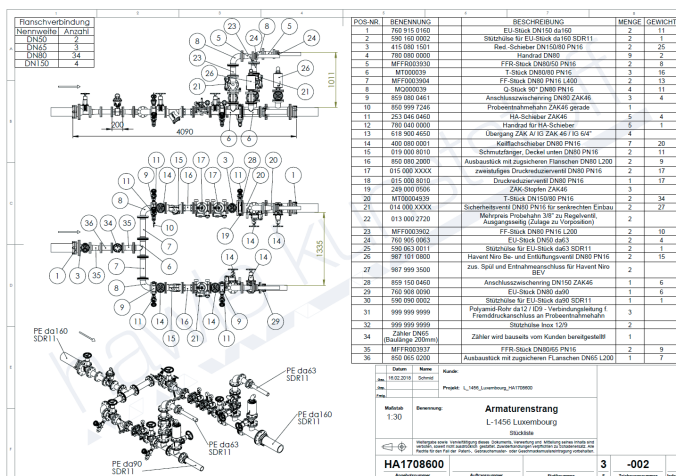 Flanschverbindung
Nennweite Anzahl
DN50 2
DN65 3
DN80 34
DN150 4
200
4090
1011
1335
PE da160
SDR11
PE da63
SDR11
PE da160
SDR11
PE da63
SDR11
PE da90
SDR11
POS-NR. BENENNUNG BESCHREIBUNG MENGE GEWICHT
1 760 915 0160 EU-Stück DN150 da160 2 11
2 590 160 0002 Stützhülse für EU-Stück da160 SDR11 2 1
3 415 080 1501 Red.-Schieber DN150/80 PN16 2 25
4 780 080 0002 Handrad DN80 9 2
5 MFFR003930 FFR-Stück DN80/50 PN16 2 8
6 MT000039 T-Stück DN80/80 PN16 3 16
7 MFF0003904 FF-Stück DN80 PN16 L400 2 13
8 MQ000039 Q-Stück 90° DN80 PN16 4 11
9 859 080 0461 Anschlusszwischenring DN80 ZAK46 3 4
10 850 999 7246 Probeentnahmehahn ZAK46 gerade 1
11 253 046 0460 HA-Schieber ZAK46 5 4
12 780 040 0000 Handrad für HA-Schieber 5 1
13 618 900 4650 Übergang ZAK A/ IG ZAK 46 / IG 6/4" 1
14 400 080 0001 Keilflachschieber DN80 PN16 7 20
15 019 000 8010 Schmutzfänger, Deckel unten DN80 PN16 2 11
16 850 080 2000 Ausbaustück mit zugsicheren Flanschen DN80 L200 2 9
17 015 000 XXXX zweistufiges Druckreduzierventil DN80 PN16 2 17
18 015 000 8010 Druckreduzierventil DN80 PN16 1 17
19 249 000 0506 ZAK-Stopfen ZAK46 3
20 MT00004939 T-Stück DN150/80 PN16 2 34
21 014 000 XXXX Sicherheitsventil DN80 PN16 für senkrechten Einbau 2 27
22 013 000 2720 Mehrpreis Probehahn 3/8" zu Regelventil, Ausgangsseitig (Zulage zu Vorposition) 2
23 MFF0003902 FF-Stück DN80 PN16 L200 2 10
24 760 905 0063 EU-Stück DN50 da63 2 4
25 590 063 0011 Stützhülse für EU-Stück da63 SDR11 2 1
26 987 101 0800 Havent Niro Be- und Entlüftungsventil DN80 PN16 2 15
27 987 999 3500 zus. Spül und Entnahmeanschluss für Havent Niro BEV 2
28 859 150 0460 Anschlusszwischenring DN150 ZAK46 1 6
29 760 908 0090 EU-Stück DN80 da90 1 6
30 590 090 0002 Stützhülse für EU-Stück da90 SDR11 1 1
31 999 999 9999 Polyamid-Rohr da12 / ID9 - Verbindungsleitung f. Fremddruckanschluss an Probeentnahmehahn 3
32 999 999 9999 Stützhülse Inox 12/9 2
34 Zähler DN65 (Baulänge 200mm) Zähler wird bauseits vom Kunden bereitgestellt! 1
35 MFFR003937 FFR-Stück DN80/65 PN16 2 9
36 850 065 0200 Ausbaustück mit zugsicheren FLanschen DN65 L200 1 7
Datum Name Kunde:
16.02.2018 Schmid
Projekt: L_1456_Luxembourg_HA1708600
Maßstab
1:30
Benennung:
Armaturenstrang
L-1456 Luxembourg
Stückliste
HA1708600 3 -002